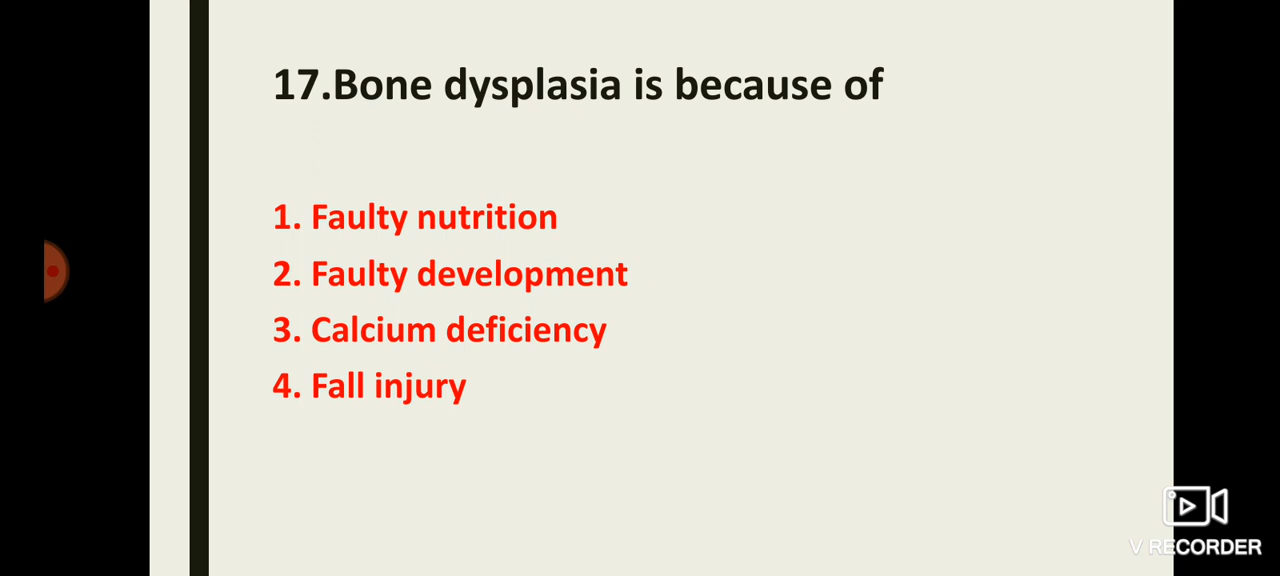 17.Bone dysplasia is because of
1. Faulty nutrition
2. Faulty development
3. Calcium deficiency
4. Fall injury
V RECORDER